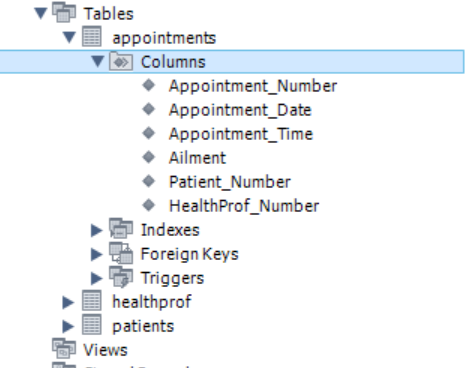 Tables
appointments
Columns
Appointment_Number
Appointment_Date
Appointment_Time
Ailment
Patient_Number
HealthProf_Number
Indexes
Foreign Keys
Triggers
healthprof
patients
Views